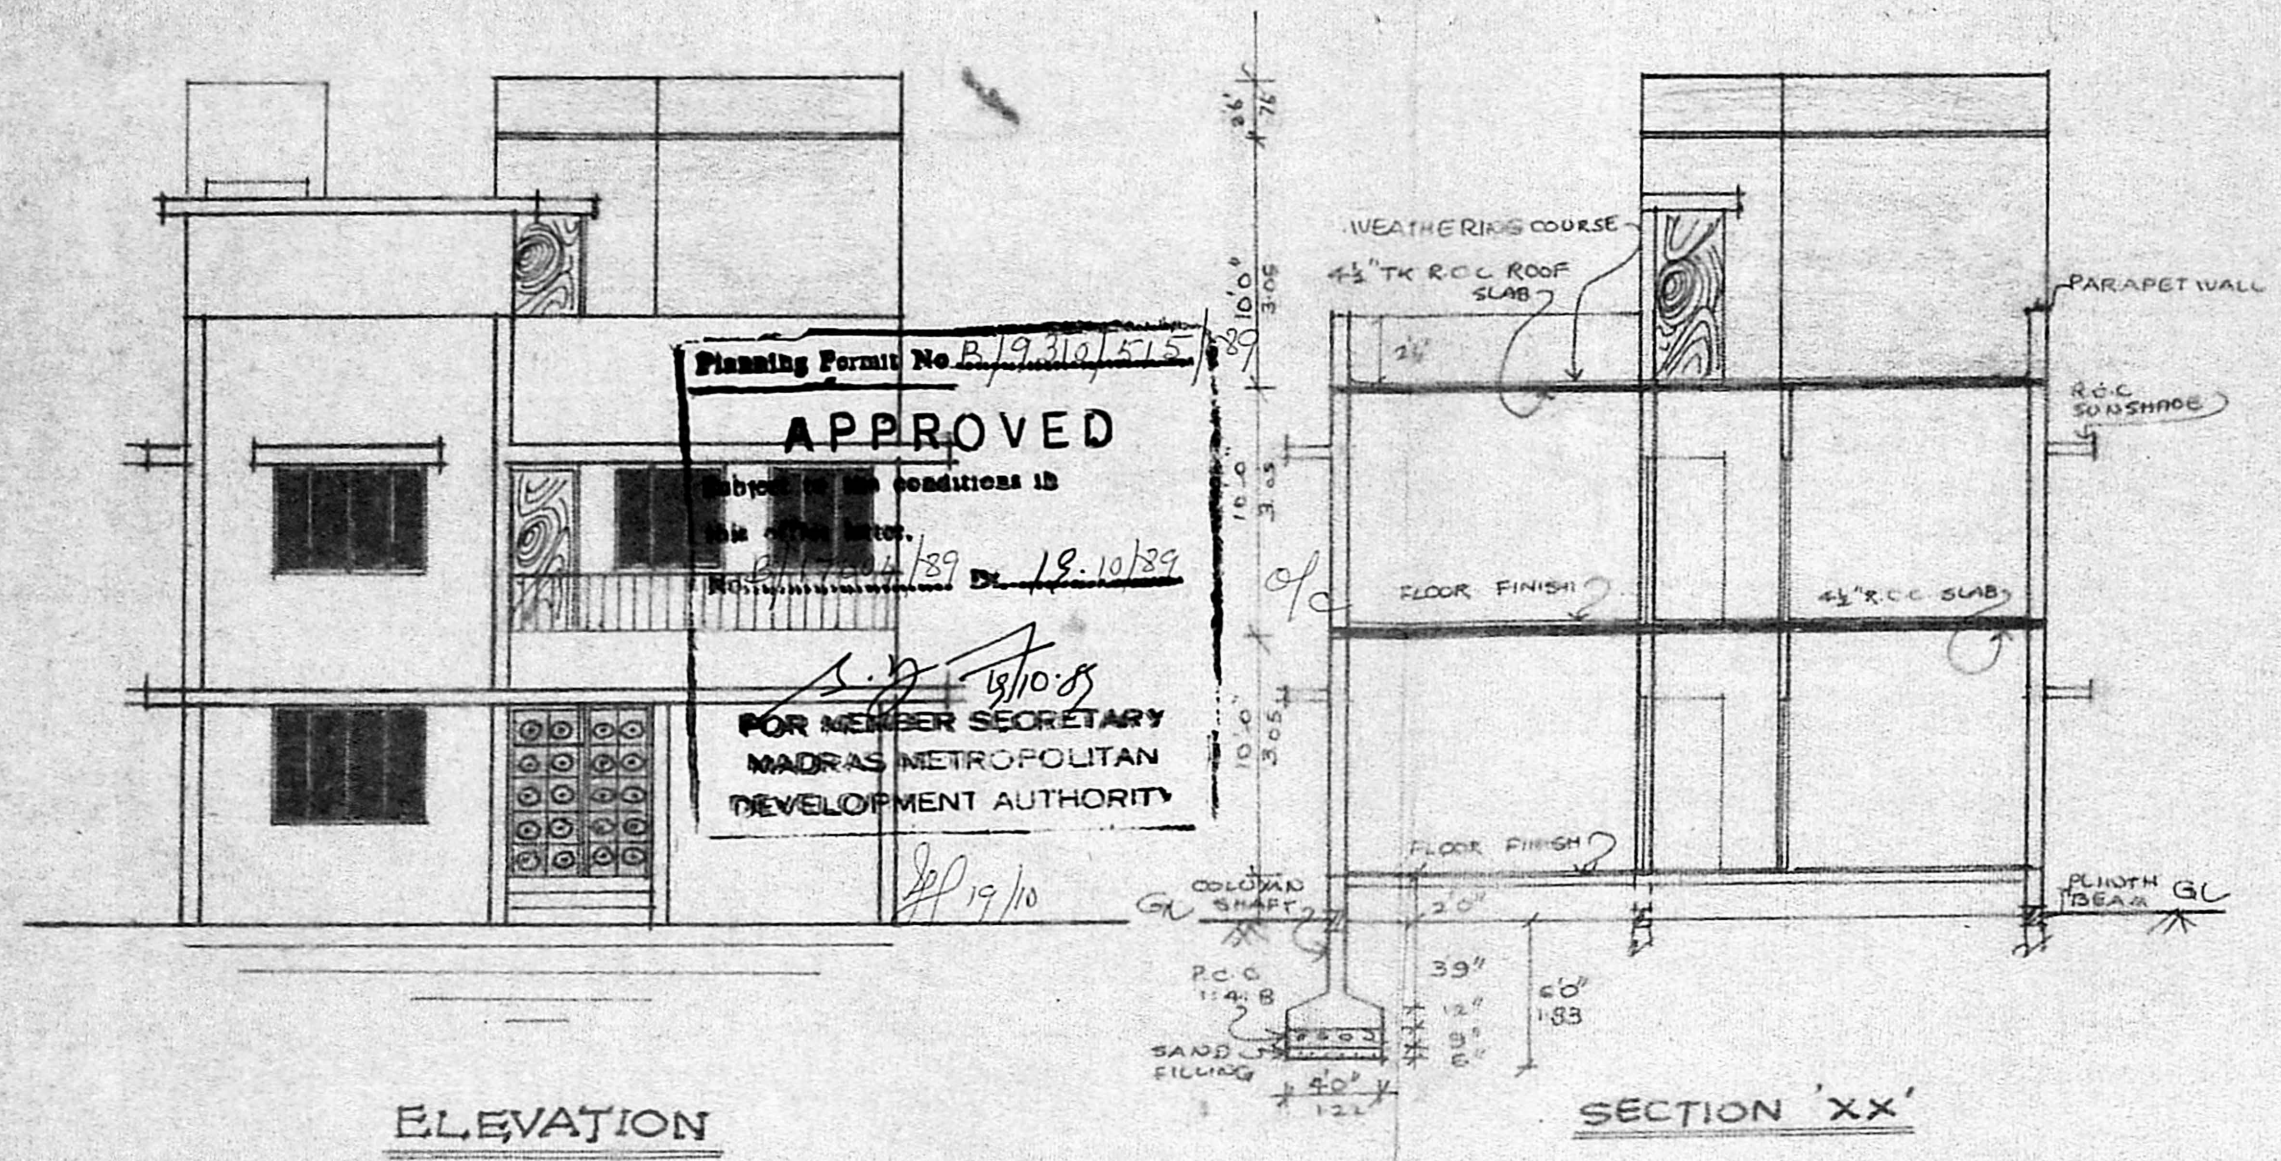 Planning Permit No B/930/515/89
APPROVED
Subject to the conditions in
this office letter.
No. /89 Dt 19.10/89
19/10.89
FOR MEMBER SECRETARY
MADRAS METROPOLITAN
DEVELOPMENT AUTHORITY
19/10
ELEVATION
2'6"
76
10'0"
3.05
10'-0
3.05
10'-0"
3.05
WEATHERING COURSE
4½" TK R.C.C ROOF
SLAB
2'6"
PARAPET WALL
R.C.C
SUNSHADE
O/C
FLOOR FINISH
4½" R.C.C SLAB
FLOOR FINISH
COLUMN
SHAFT
GL
2'0"
PLINTH
BEAM
GL
P.C.C
1:4:8
3'9"
12"
9"
6"
6'0"
1.83
SAND
FILLING
4'0"
1.22
SECTION 'XX'